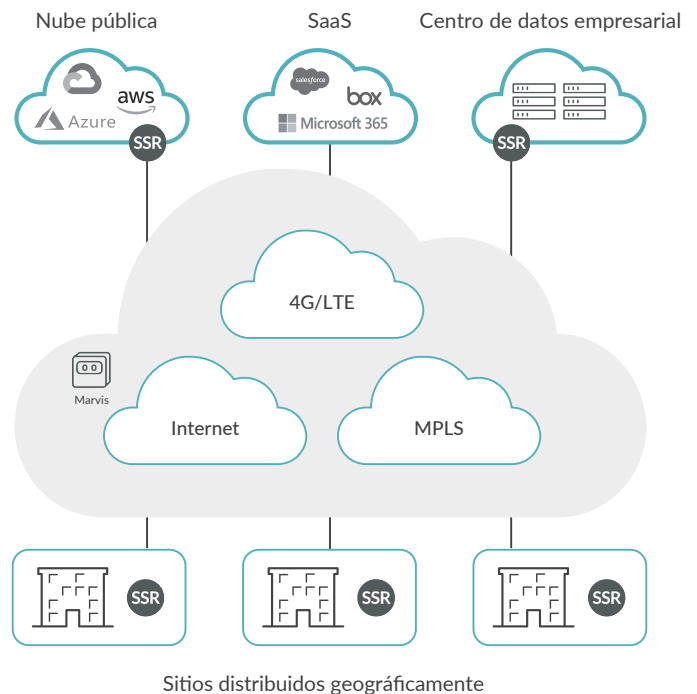 Nube pública
SaaS
Centro de datos empresarial
aws
Azure
SSR
salesforce
box
Microsoft 365
SSR
4G/LTE
Marvis
Internet
MPLS
SSR
SSR
SSR
Sitios distribuidos geográficamente